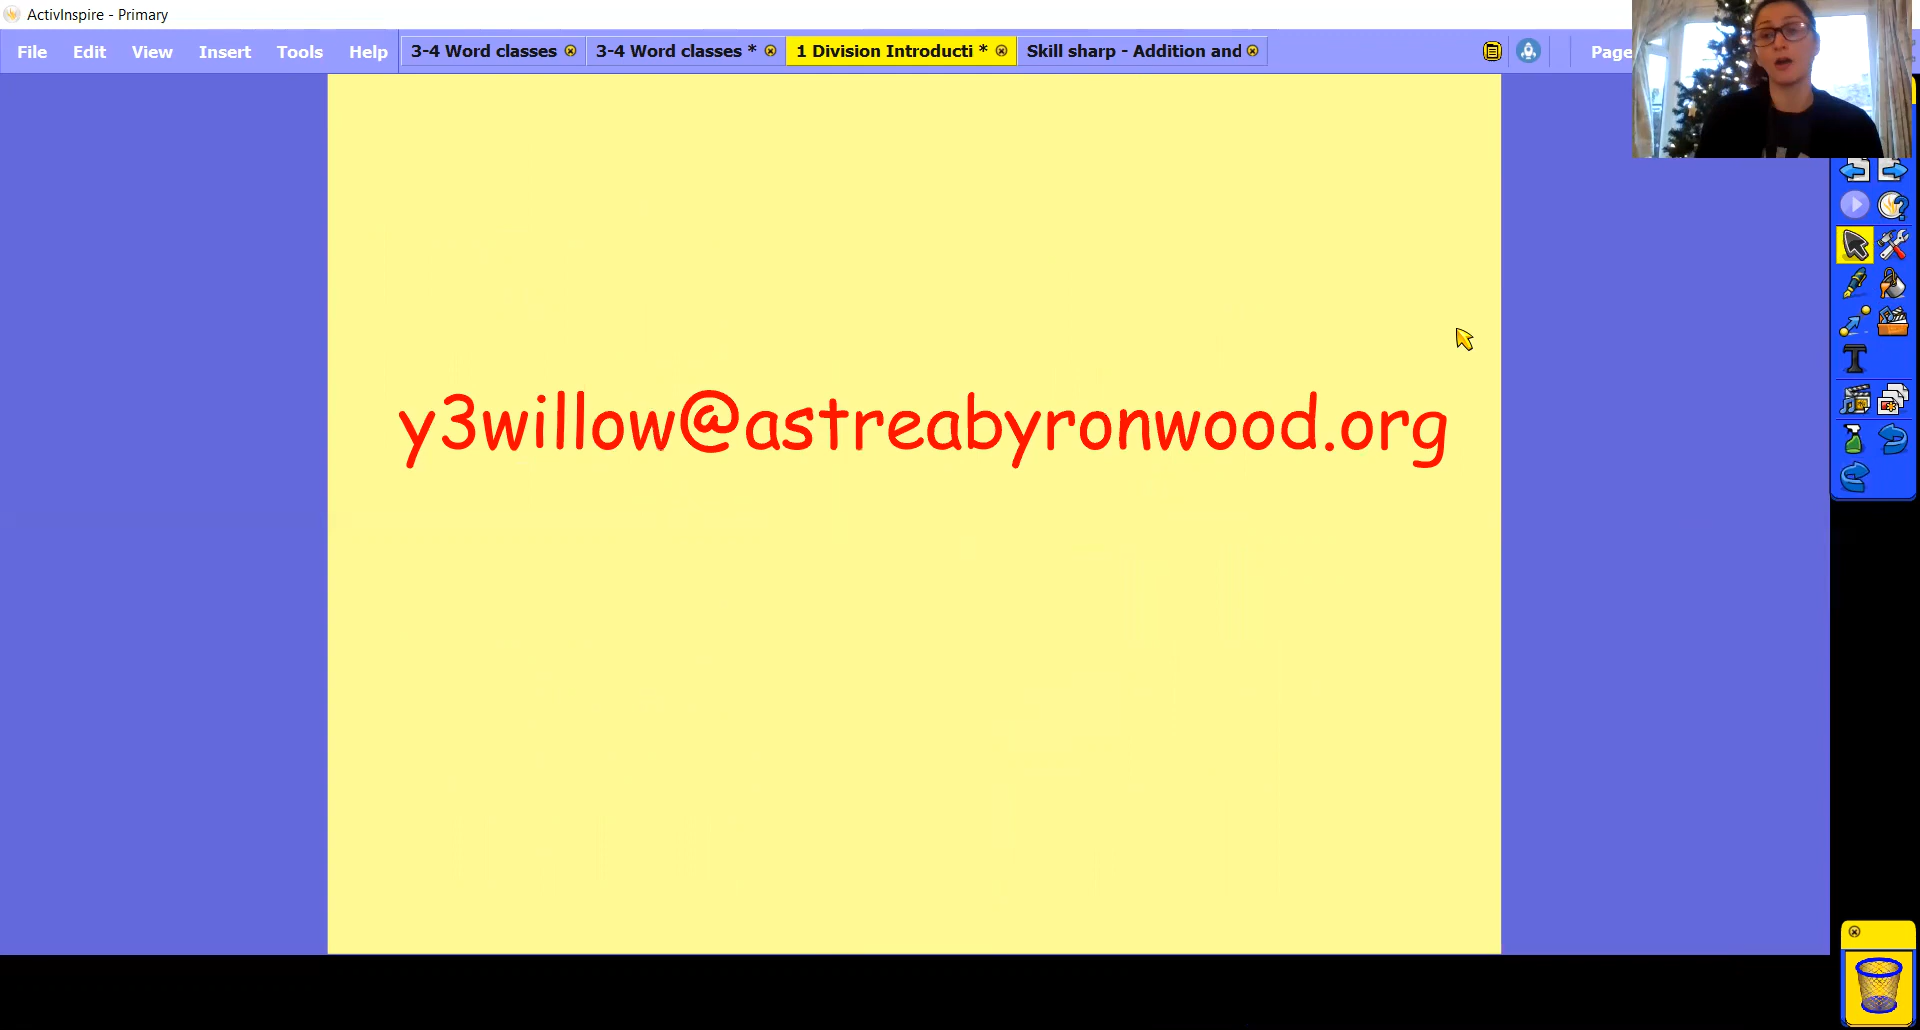 ActivInspire - Primary
File Edit View Insert Tools Help 3-4 Word classes 3-4 Word classes * 1 Division Introducti * Skill sharp - Addition and Page
y3willow@astreabyronwood.org